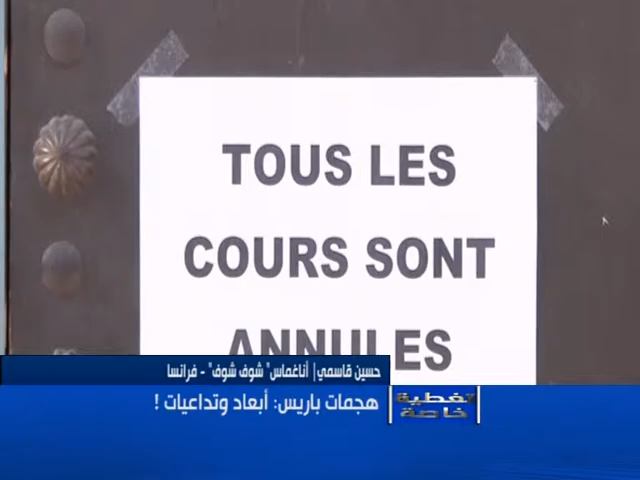 TOUS LES
COURS SONT
ANNULES
حسين قاسمي| أناغماس" شوف شوف" - فرانسا
هجمات باريس: أبعاد وتداعيات !
تغطية
خاصة